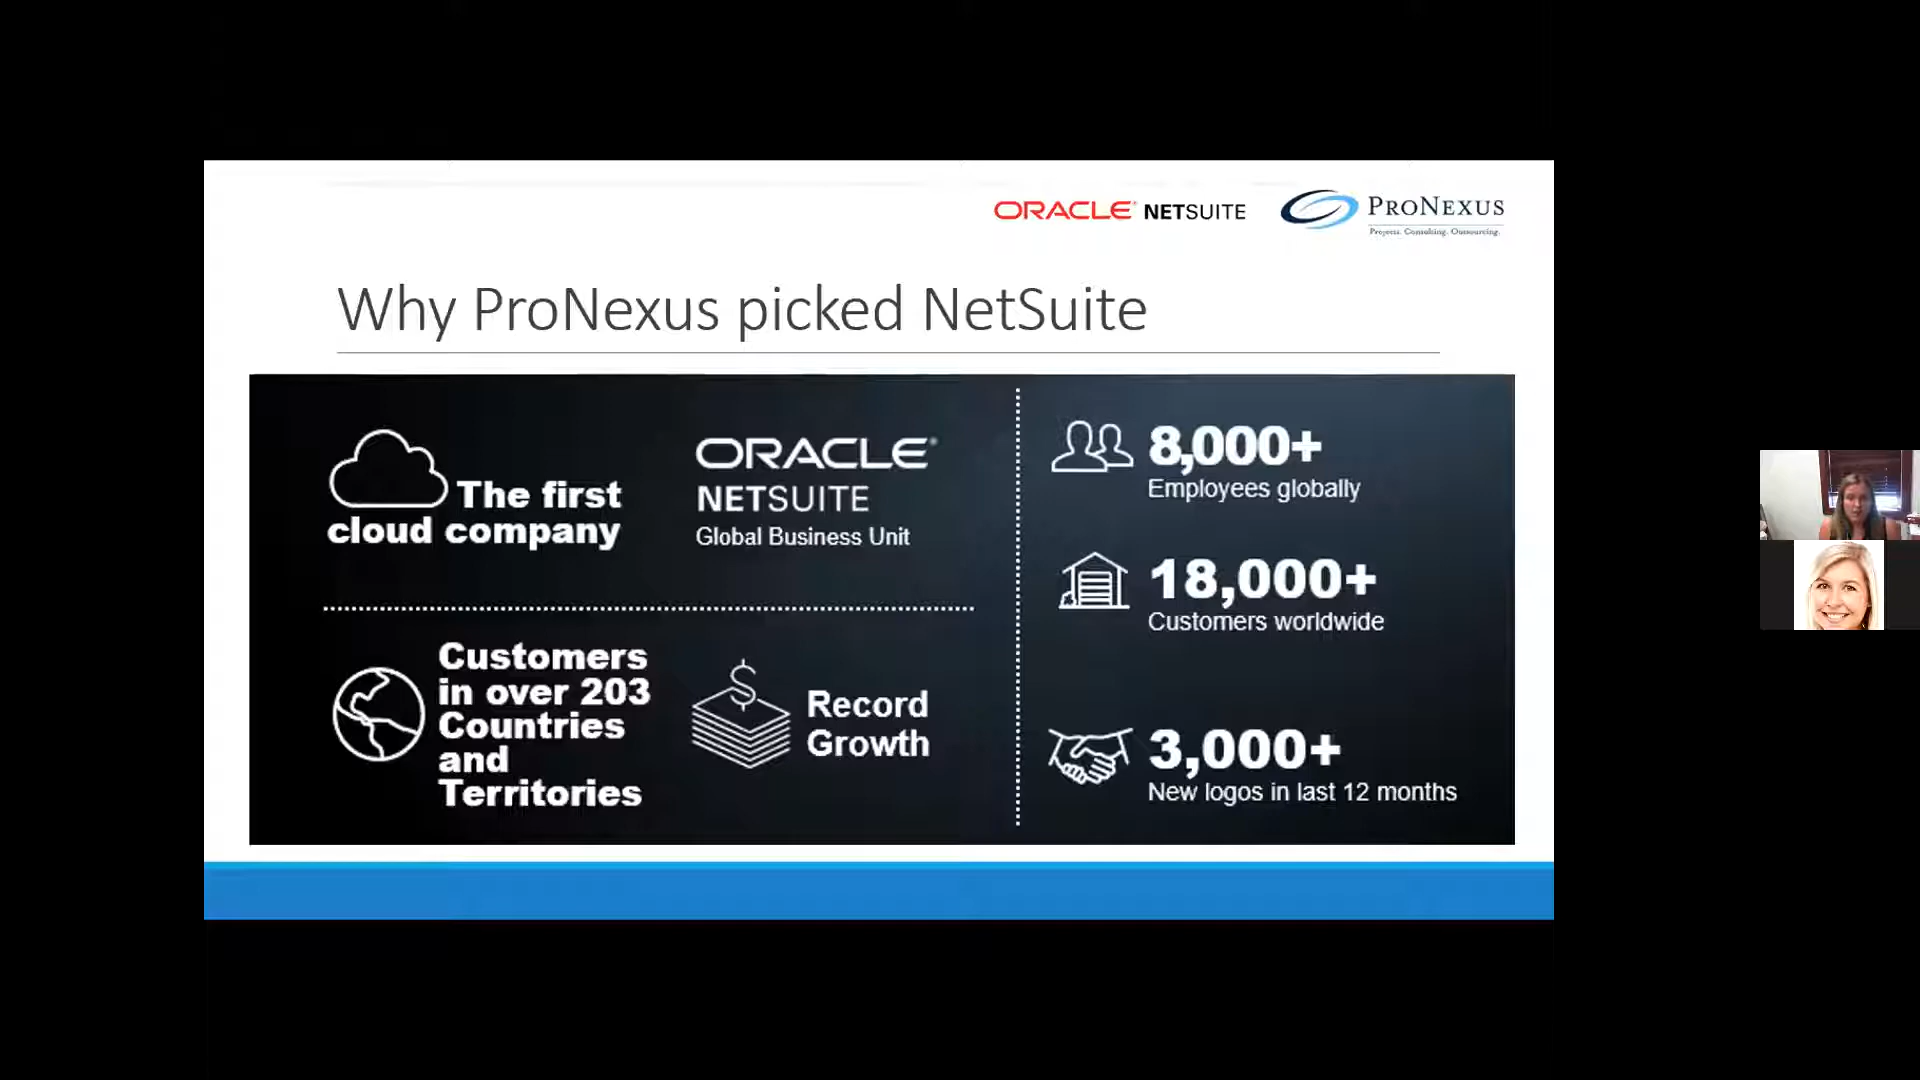 ORACLE® NETSUITE
PRONEXUS
Projects. Consulting. Outsourcing.
Why ProNexus picked NetSuite
The first
cloud company
ORACLE®
NETSUITE
Global Business Unit
Customers
in over 203
Countries
and
Territories
Record
Growth
8,000+
Employees globally
18,000+
Customers worldwide
3,000+
New logos in last 12 months